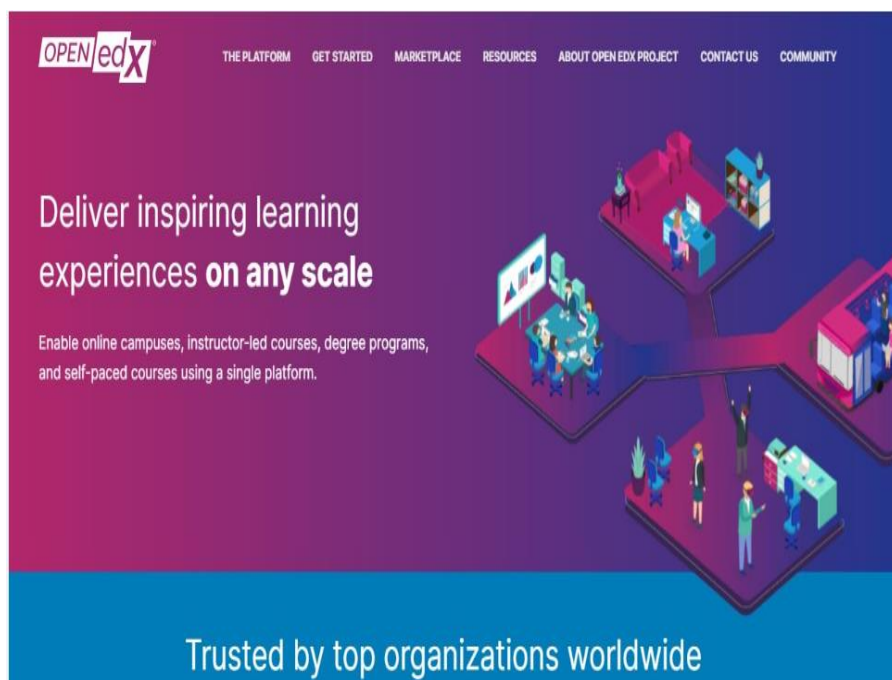 OPEN edX®
THE PLATFORM GET STARTED MARKETPLACE RESOURCES ABOUT OPEN EDX PROJECT CONTACT US COMMUNITY
Deliver inspiring learning
experiences on any scale
Enable online campuses, instructor-led courses, degree programs,
and self-paced courses using a single platform.
Trusted by top organizations worldwide